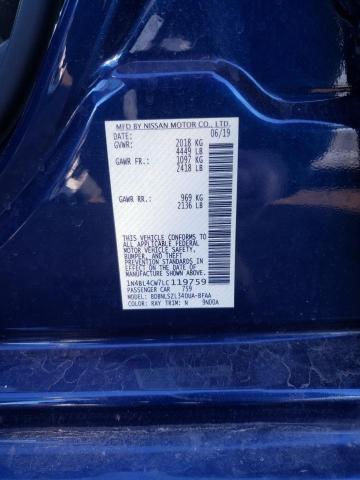 MFD BY NISSAN MOTOR CO., LTD.
DATE: 06/19
GVWR: 2018 KG
4449 LB
GAWR FR: 1097 KG
2418 LB
GAWR RR: 969 KG
2136 LB
THIS VEHICLE CONFORMS TO
ALL APPLICABLE FEDERAL
MOTOR VEHICLE SAFETY,
BUMPER, AND THEFT
PREVENTION STANDARDS IN
EFFECT ON THE DATE OF
MANUFACTURE SHOWN ABOVE.
1N4BL4CW7LC119759
PASSENGER CAR 759
MODEL: BDBNLSZL34DUA-BFAA
COLOR: RAY TRIM: N 9N00A